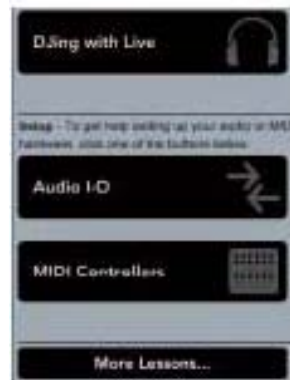 DJing with Live
Setup - To get help setting up your audio or MIDI
hardware, click one of the buttons below.
Audio I-O
MIDI Controllers
More Lessons...